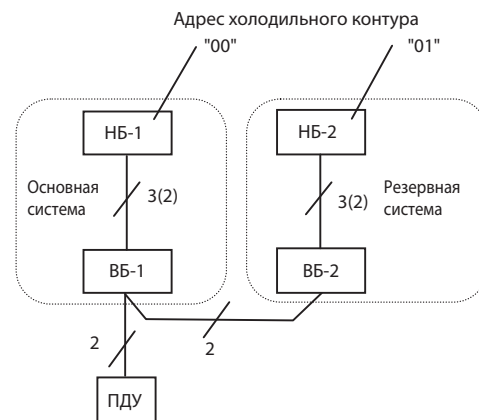 Адрес холодильного контура
"00"
"01"
НБ-1
НБ-2
Основная
система
3(2)
3(2)
Резервная
система
ВБ-1
ВБ-2
2
2
ПДУ